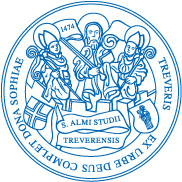 TREVERIS
EX URBE DEUS COMPLET DONA SOPHIAE
1474
S. ALMI STUDII
TREVERENSIS